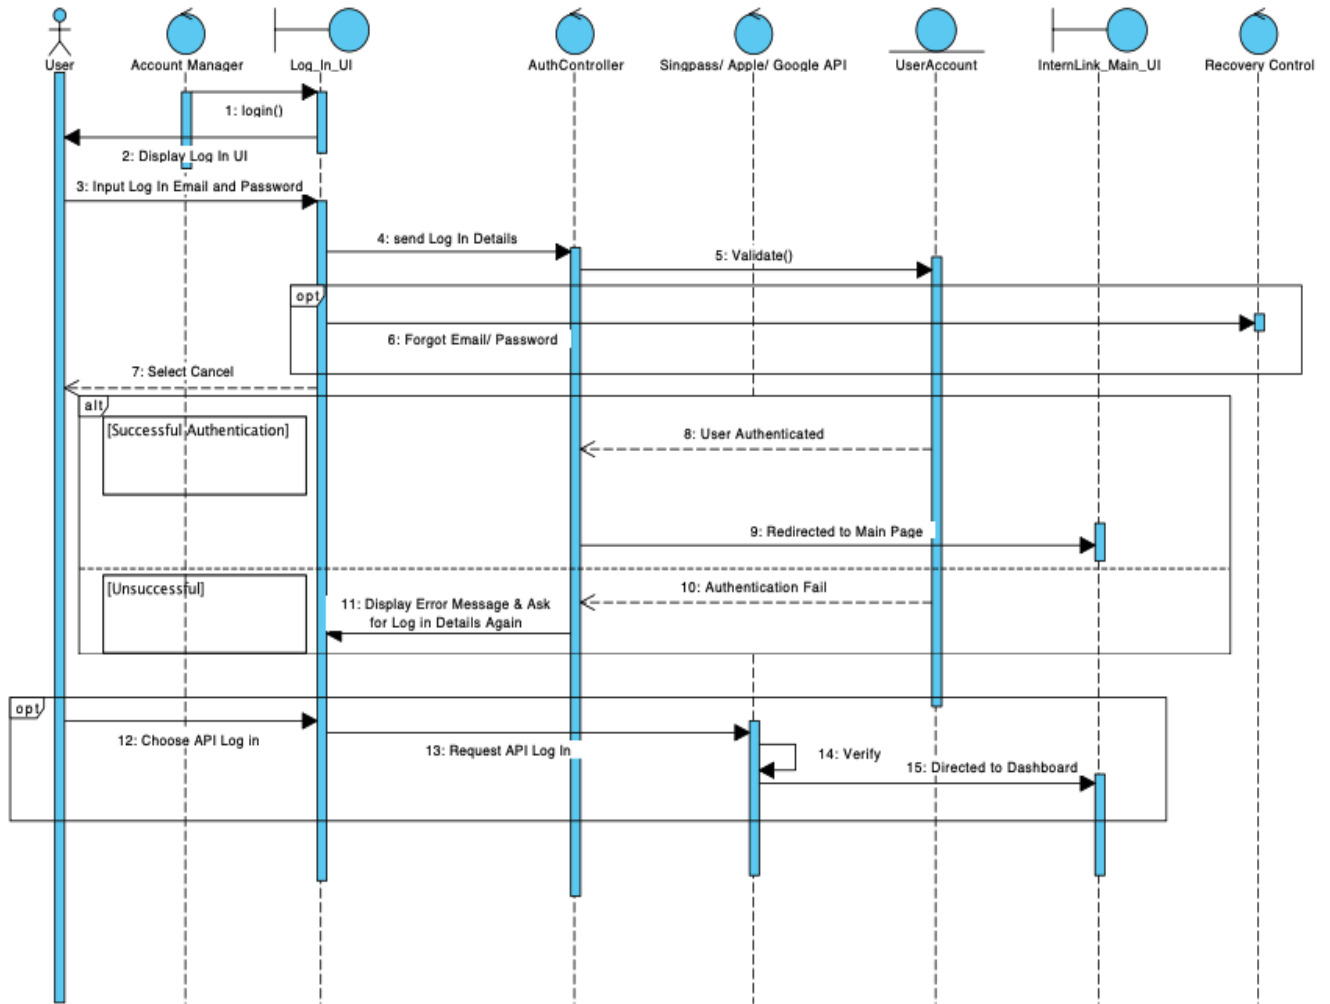 User
Account Manager
Log_In_UI
AuthController
Singpass/ Apple/ Google API
UserAccount
InternLink_Main_UI
Recovery Control
1: login()
2: Display Log In UI
3: Input Log In Email and Password
4: send Log In Details
5: Validate()
opt
6: Forgot Email/ Password
7: Select Cancel
alt
[Successful Authentication]
8: User Authenticated
9: Redirected to Main Page
[Unsuccessful]
10: Authentication Fail
11: Display Error Message & Ask
for Log in Details Again
opt
12: Choose API Log in
13: Request API Log In
14: Verify
15: Directed to Dashboard